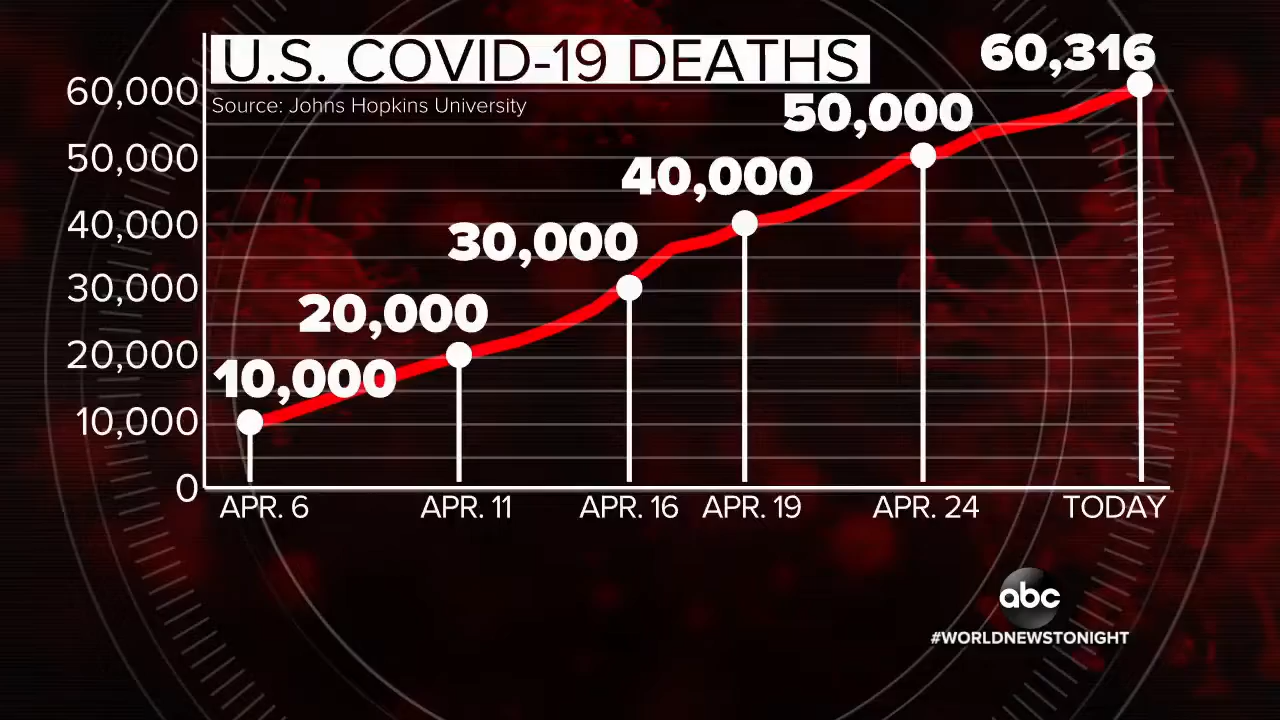 U.S. COVID-19 DEATHS
Source: Johns Hopkins University
60,316
60,000
50,000
50,000
40,000
40,000
30,000
30,000
20,000
20,000
10,000
10,000
0
APR. 6 APR. 11 APR. 16 APR. 19 APR. 24 TODAY
abc
#WORLDNEWSTONIGHT